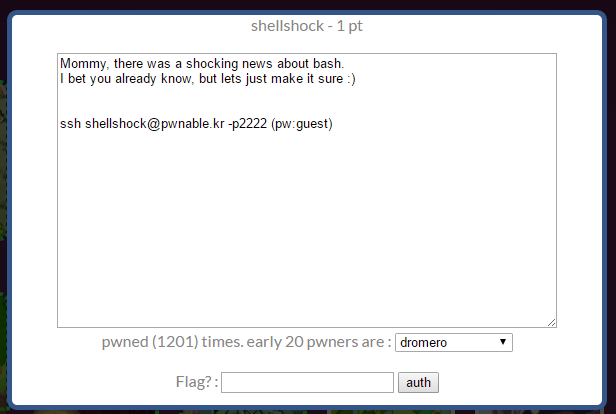 shellshock - 1 pt
Mommy, there was a shocking news about bash.
I bet you already know, but lets just make it sure :)
ssh shellshock@pwnable.kr -p2222 (pw:guest)
pwned (1201) times. early 20 pwners are : dromero
Flag? : auth